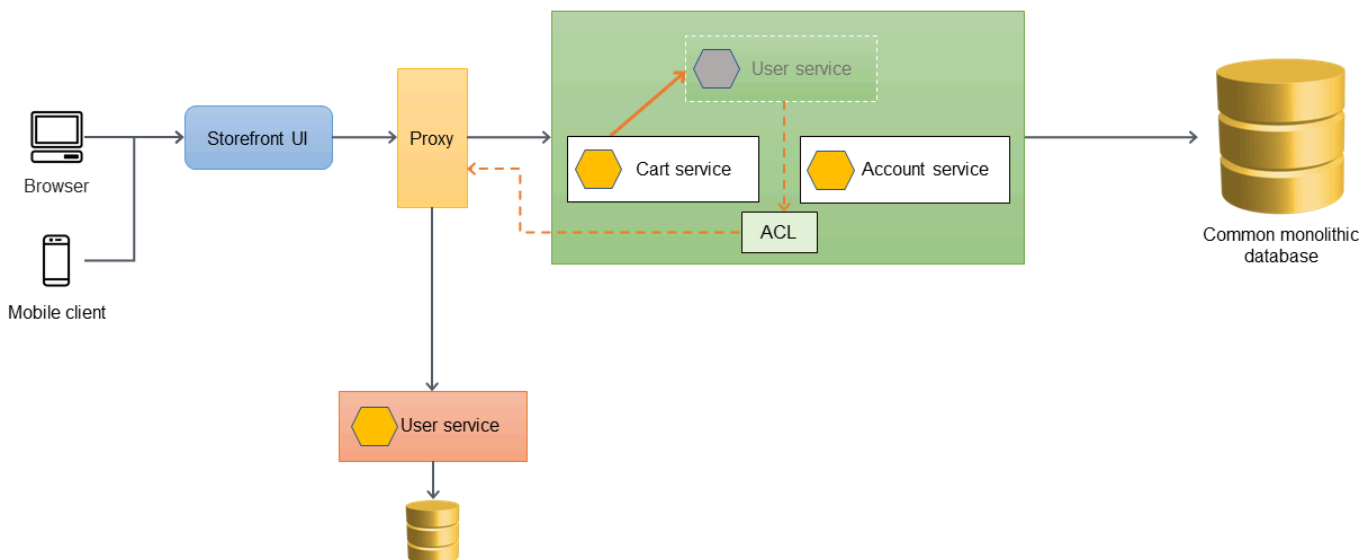 User service
Storefront UI
Proxy
Cart service
Account service
Browser
ACL
Common monolithic
database
Mobile client
User service